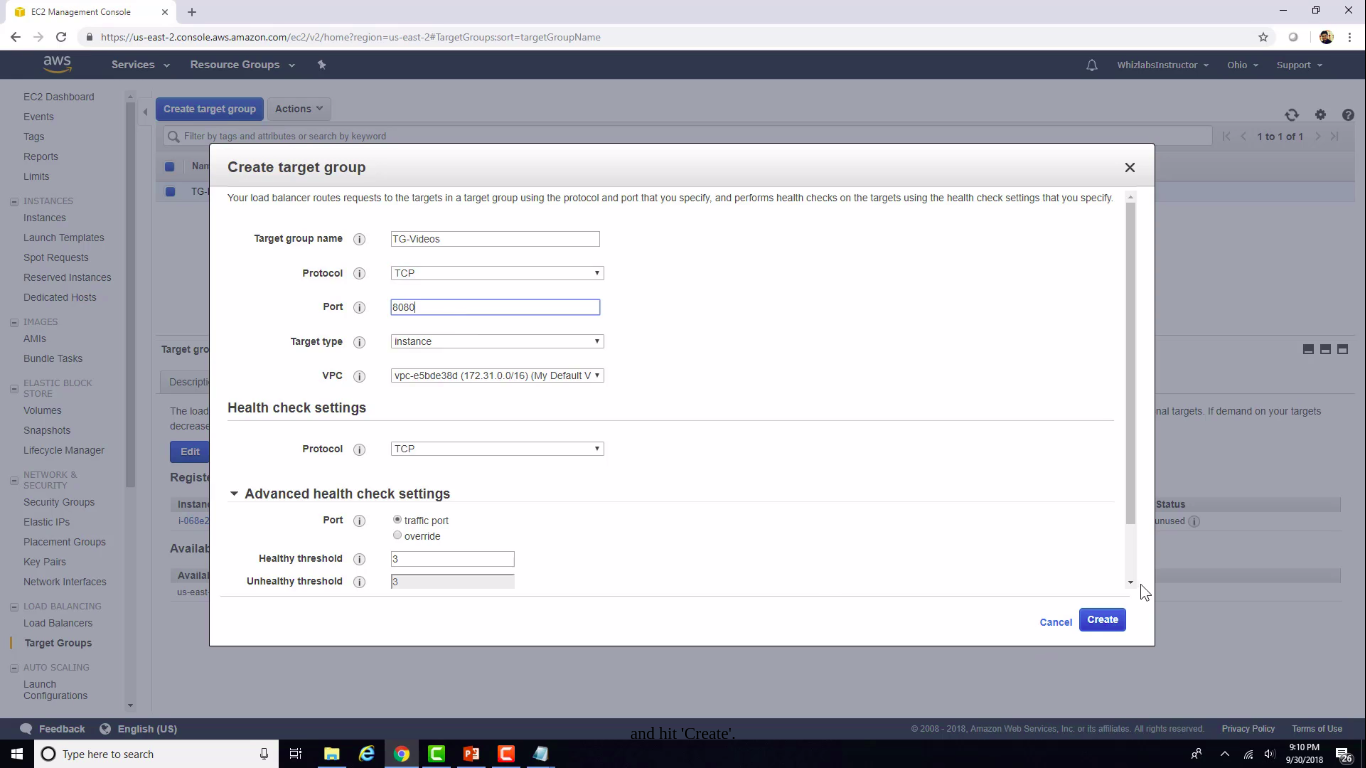 EC2 Management Console
https://us-east-2.console.aws.amazon.com/ec2/v2/home?region=us-east-2#TargetGroups:sort=targetGroupName
aws Services Resource Groups WhizlabsInstructor Ohio Support
EC2 Dashboard
Events
Tags
Reports
Limits
INSTANCES
Instances
Launch Templates
Spot Requests
Reserved Instances
Dedicated Hosts
IMAGES
AMIs
Bundle Tasks
ELASTIC BLOCK
STORE
Volumes
Snapshots
Lifecycle Manager
NETWORK &
SECURITY
Security Groups
Elastic IPs
Placement Groups
Key Pairs
Network Interfaces
LOAD BALANCING
Load Balancers
Target Groups
AUTO SCALING
Launch
Configurations
Create target group Actions
Filter by tags and attributes or search by keyword 1 to 1 of 1
Create target group
Your load balancer routes requests to the targets in a target group using the protocol and port that you specify, and performs health checks on the targets using the health check settings that you specify.
Target group name TG-Videos
Protocol TCP
Port 8080
Target type instance
VPC vpc-e5bde38d (172.31.0.0/16) (My Default V
Health check settings
Protocol TCP
Advanced health check settings
Port traffic port
override
Healthy threshold 3
Unhealthy threshold 3
Cancel Create
Target gro
Descripti
The load nal targets. If demand on your targets
decrease
Edit
Registe
Instanc Status
i-068e2 unused
Availab
Availa
us-east-
Feedback English (US) © 2008 - 2018, Amazon Web Services, Inc. or its affiliates. All rights reserved. Privacy Policy Terms of Use
and hit 'Create'.
Type here to search
9:10 PM
9/30/2018
26